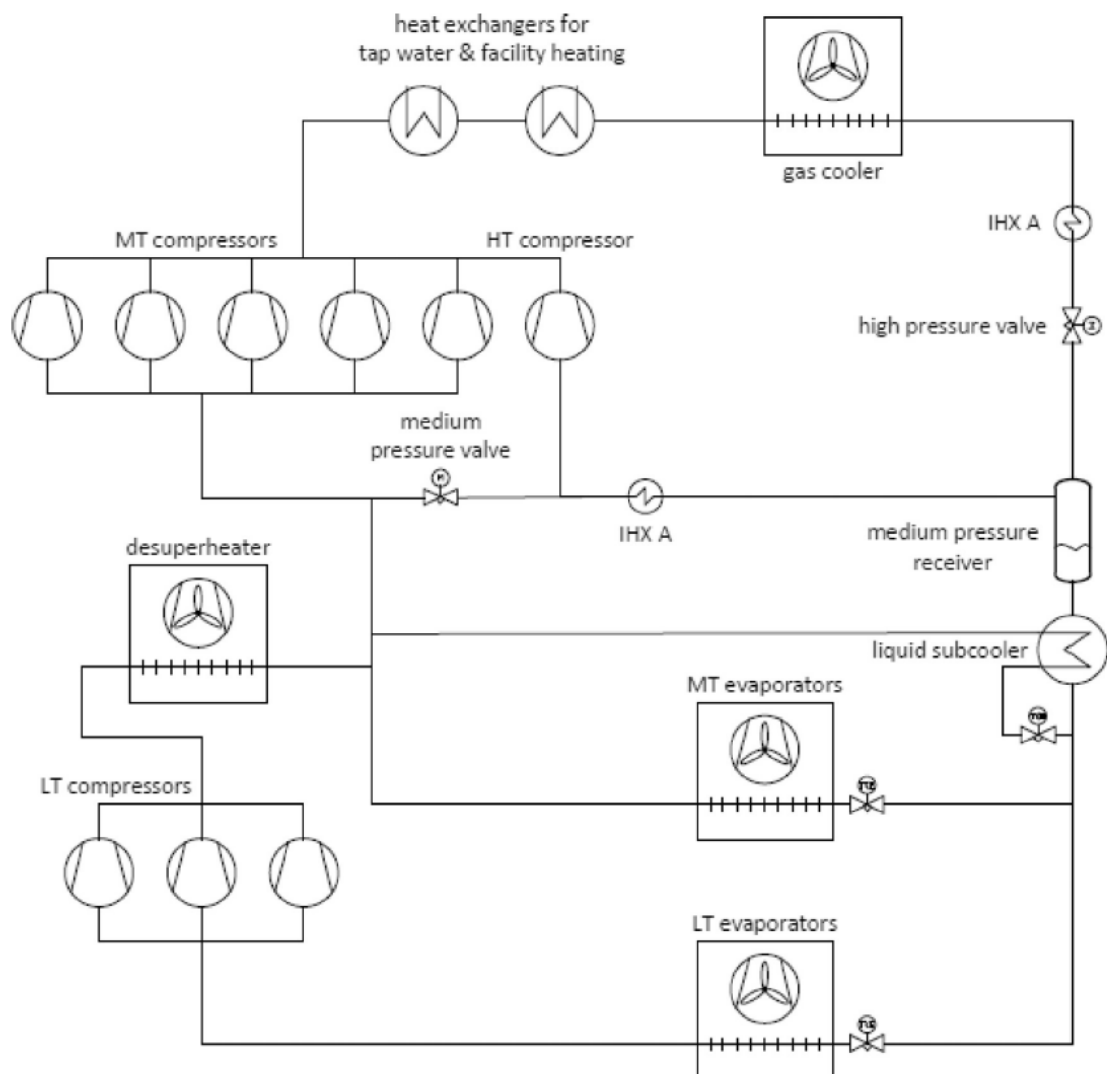 heat exchangers for
tap water & facility heating
gas cooler
IHX A
MT compressors
HT compressor
high pressure valve
medium
pressure valve
M
IHX A
medium pressure
receiver
desuperheater
liquid subcooler
MT evaporators
LT compressors
LT evaporators